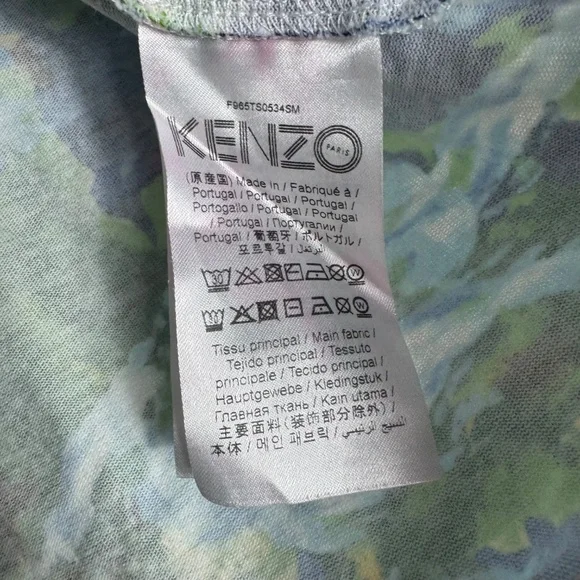 F965TS0534SM
KENZO
PARIS
(原産国) Made in / Fabriqué à /
Portugal / Portugal / Portugal /
Portogallo / Portugal / Portugal
Portugal / Португалии /
Portugal / 葡萄牙 / ポルトガル /
포르투갈 / البرتغال
30 W
30 W
Tissu principal / Main fabric /
Tejido principal / Tessuto
principale / Tecido principal /
Hauptgewebe / Kledingstuk /
Главная ткань / Kain utama /
主要面料 (装饰部分除外) /
本体 / 메인 패브릭 / النسيج الرئيسي